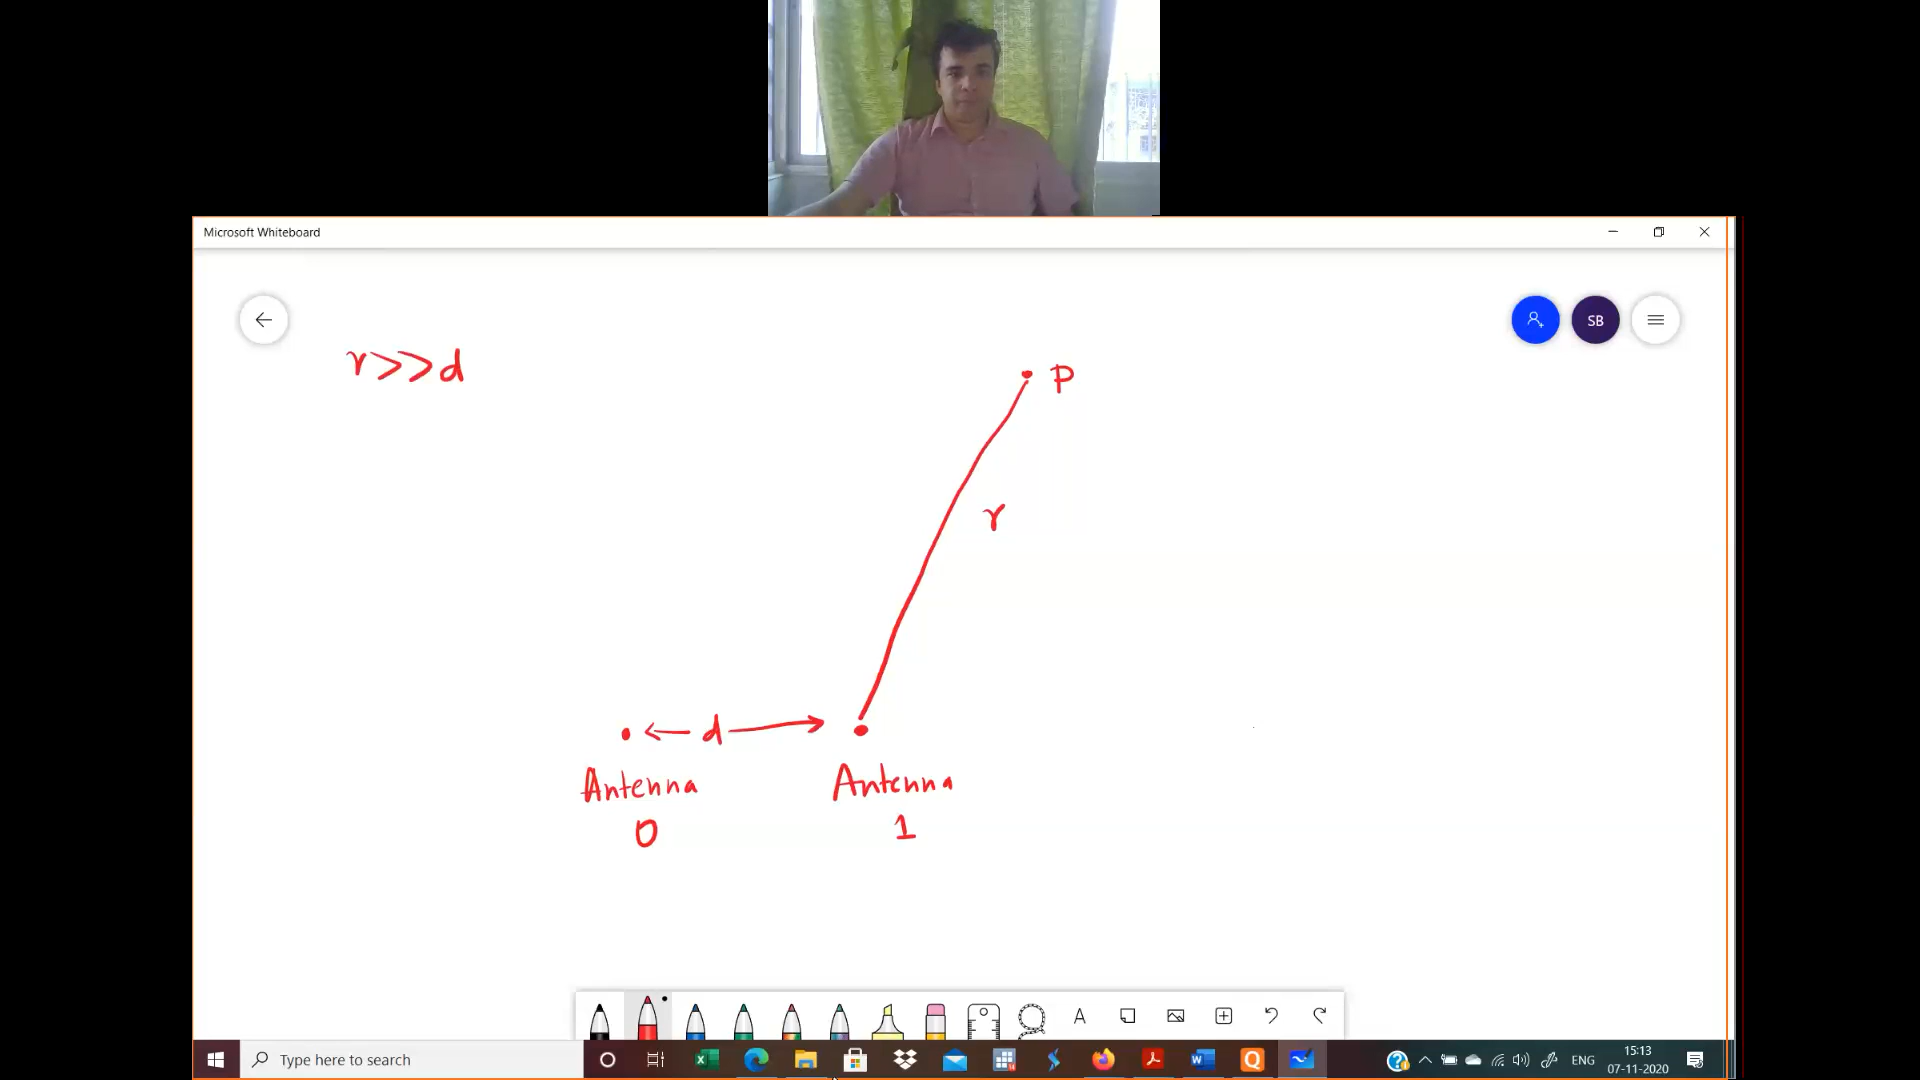 Microsoft Whiteboard
SB
r>>d
P
r
d
Antenna
0
Antenna
1
A
Type here to search
ENG
15:13
07-11-2020